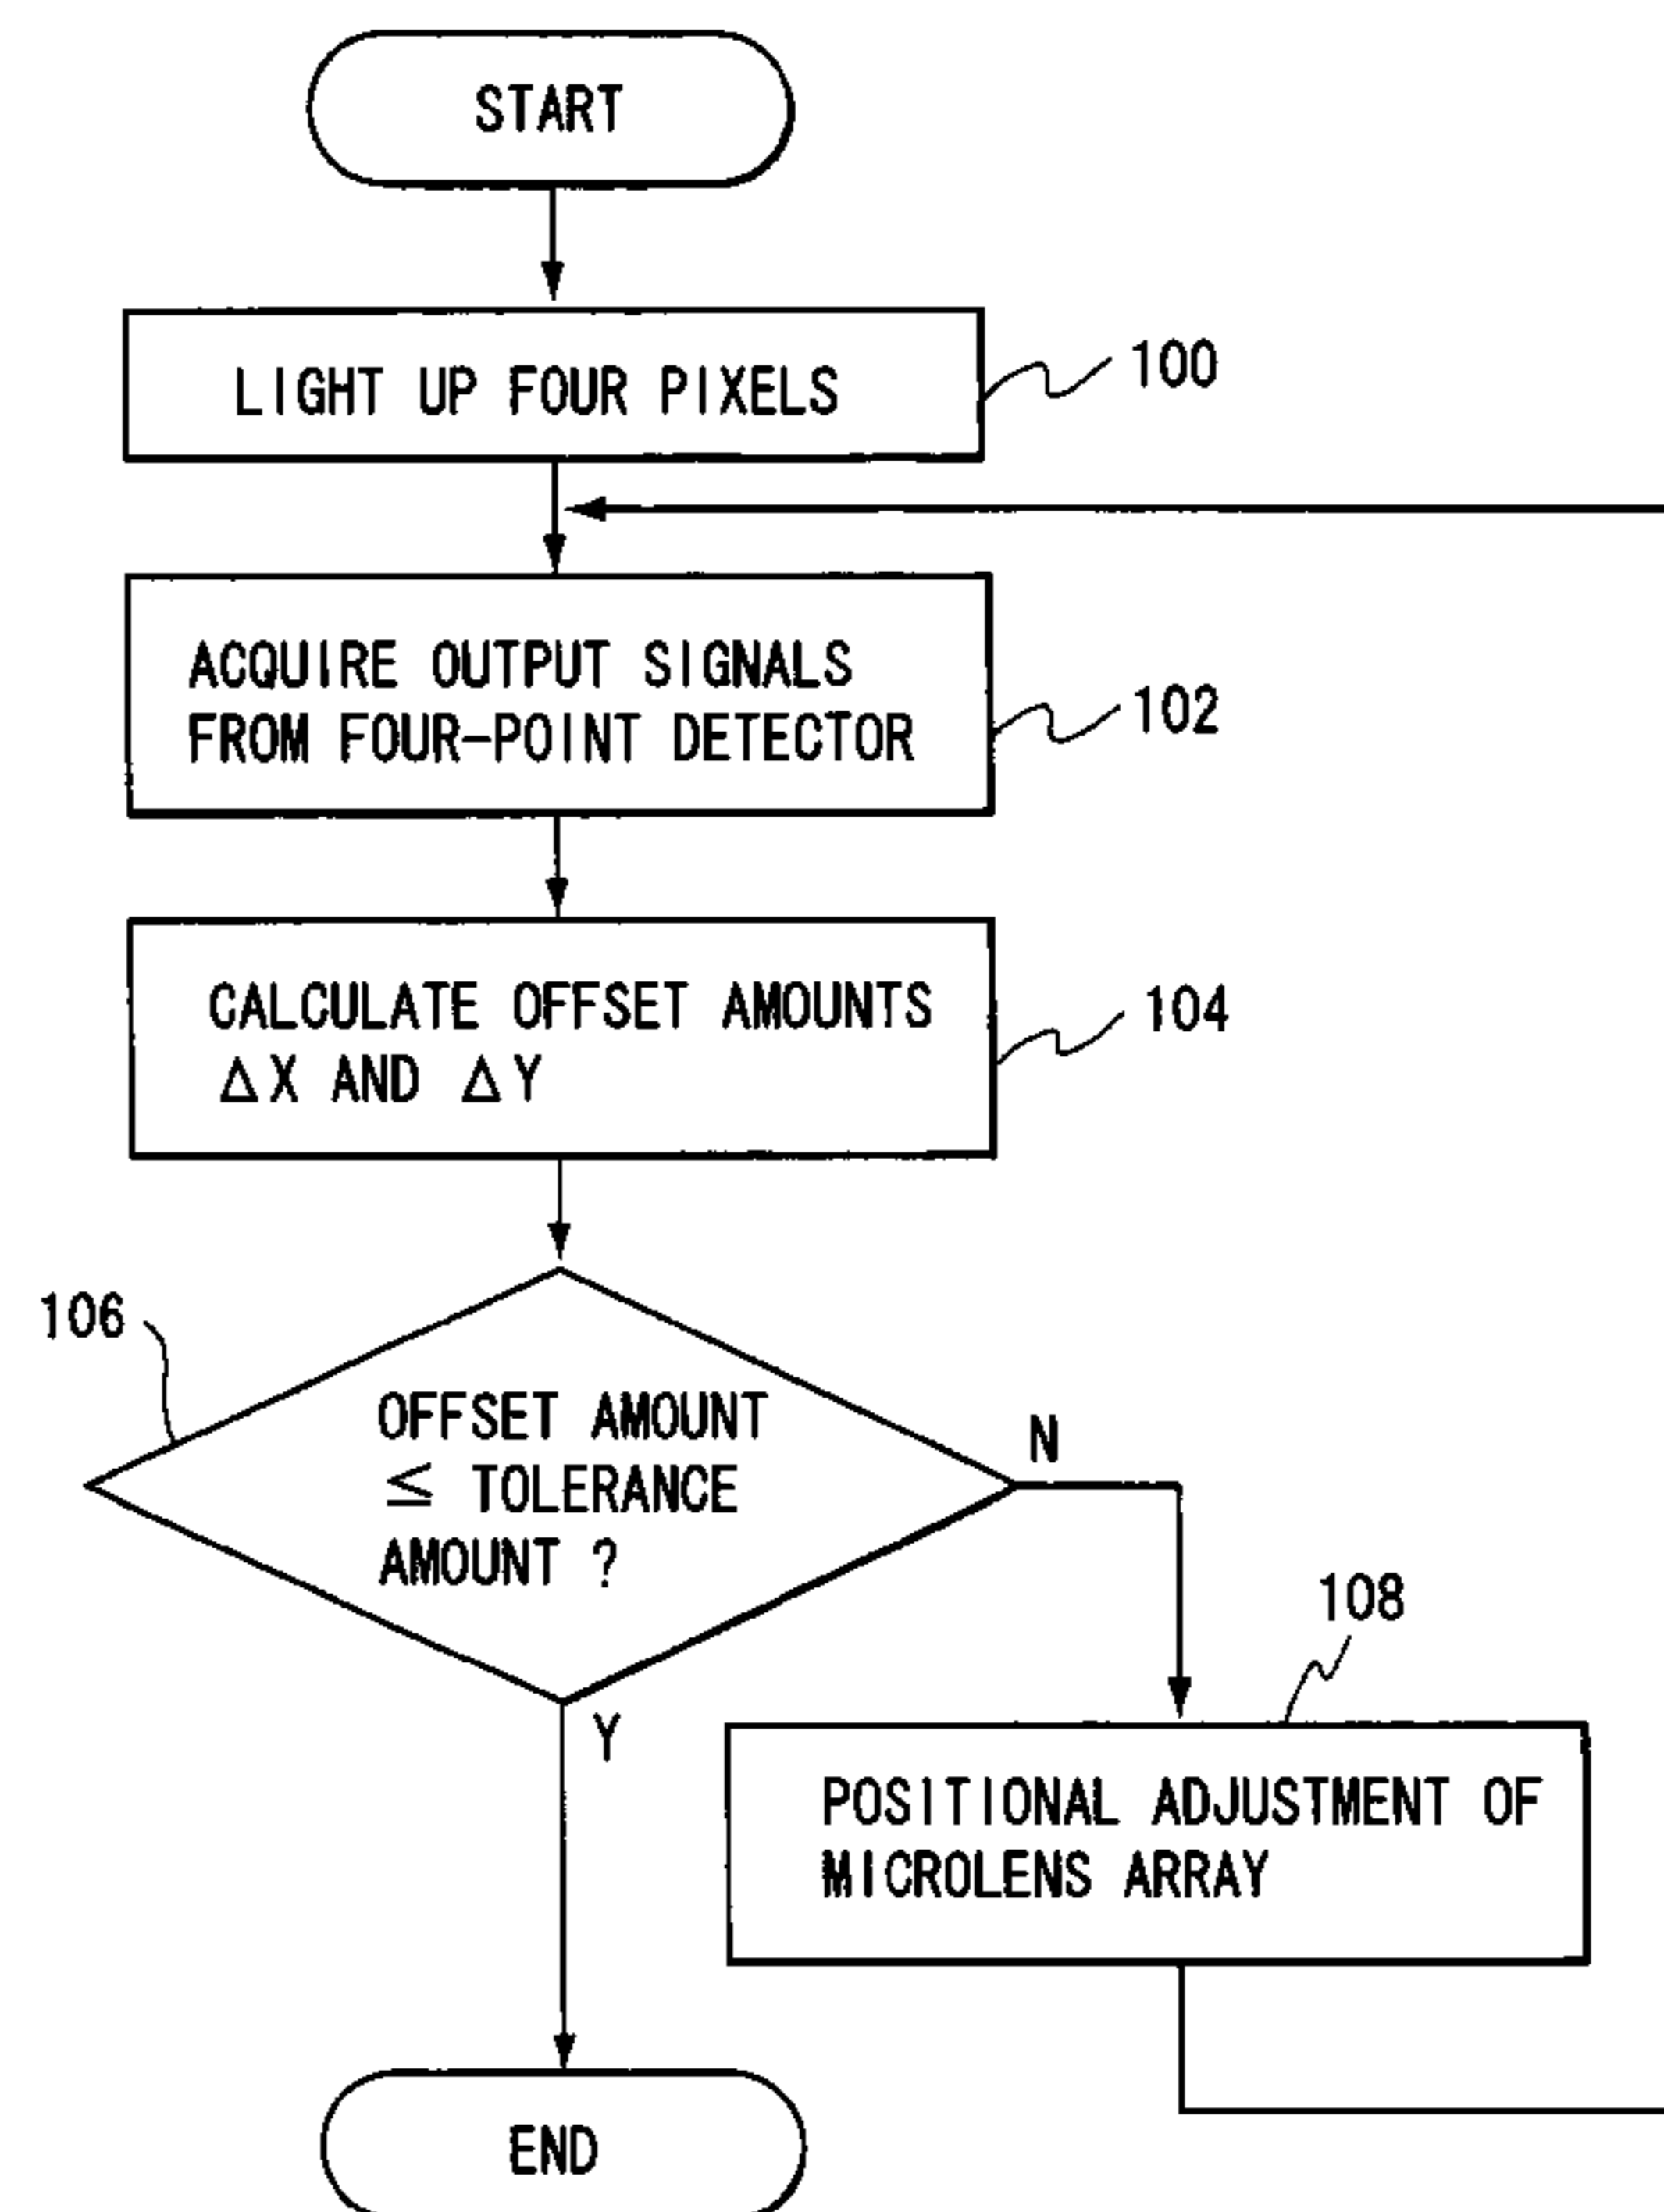 START
LIGHT UP FOUR PIXELS
100
ACQUIRE OUTPUT SIGNALS
FROM FOUR-POINT DETECTOR
102
CALCULATE OFFSET AMOUNTS
ΔX AND ΔY
104
106
OFFSET AMOUNT
≦ TOLERANCE
AMOUNT ?
N
Y
108
POSITIONAL ADJUSTMENT OF
MICROLENS ARRAY
END